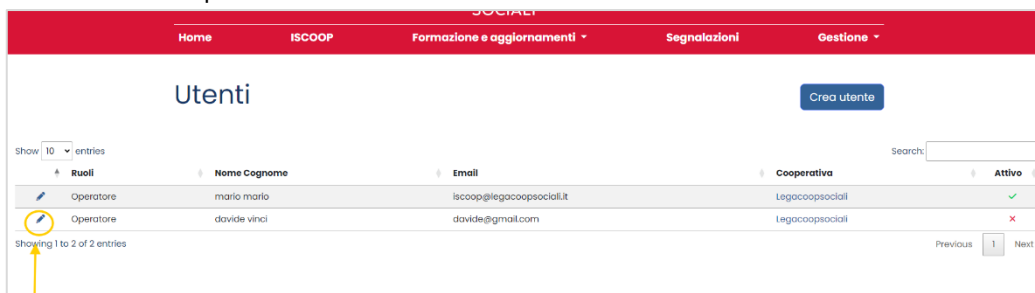 SOCIALI
Home ISCOOP Formazione e aggiornamenti Segnalazioni Gestione
Utenti Crea utente
Show 10 entries Search:
Ruoli Nome Cognome Email Cooperativa Attivo
Operatore mario mario iscoop@legacoopsociali.it Legacoopsociali
Operatore davide vinci davide@gmail.com Legacoopsociali
Showing 1 to 2 of 2 entries Previous 1 Next